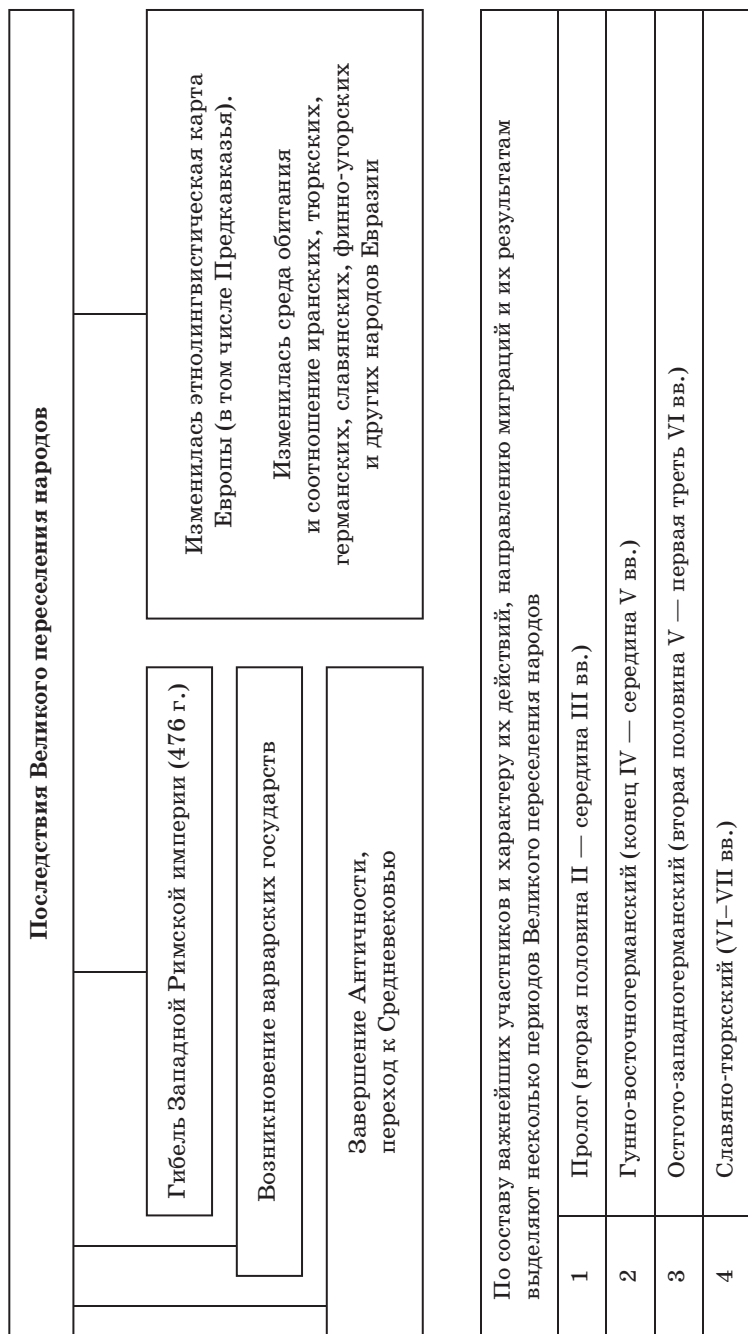 Последствия Великого переселения народов
Гибель Западной Римской империи (476 г.)
Возникновение варварских государств
Завершение Античности,
переход к Средневековью
Изменилась этнолингвистическая карта
Европы (в том числе Предкавказья).
Изменилась среда обитания
и соотношение иранских, тюркских,
германских, славянских, финно-угорских
и других народов Евразии
По составу важнейших участников и характеру их действий, направлению миграций и их результатам
выделяют несколько периодов Великого переселения народов
1 Пролог (вторая половина II — середина III вв.)
2 Гунно-восточногерманский (конец IV — середина V вв.)
3 Остгото-западногерманский (вторая половина V — первая треть VI вв.)
4 Славяно-тюркский (VI–VII вв.)